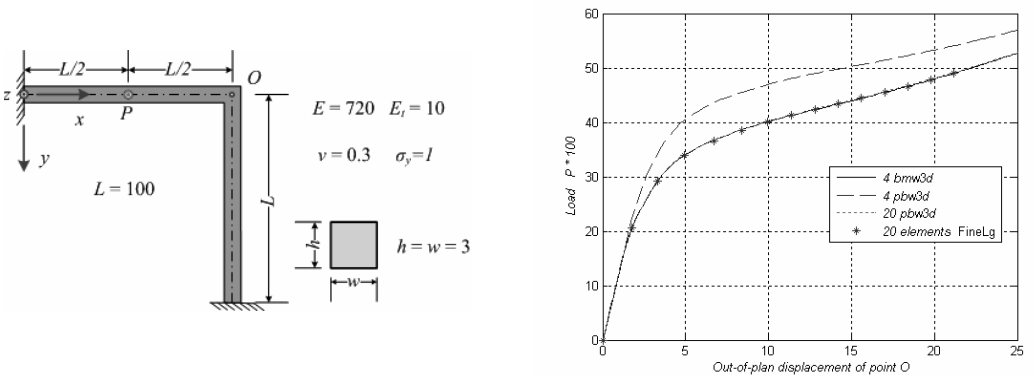 L/2
L/2
O
z
x
P
y
E = 720 E_t = 10
ν = 0.3 σ_y=1
L = 100
L
h
h = w = 3
w
60
50
40
30
20
10
0
Load P * 100
4 bmw3d
4 pbw3d
20 pbw3d
20 elements FineLg
0
5
10
15
20
25
Out-of-plan displacement of point O